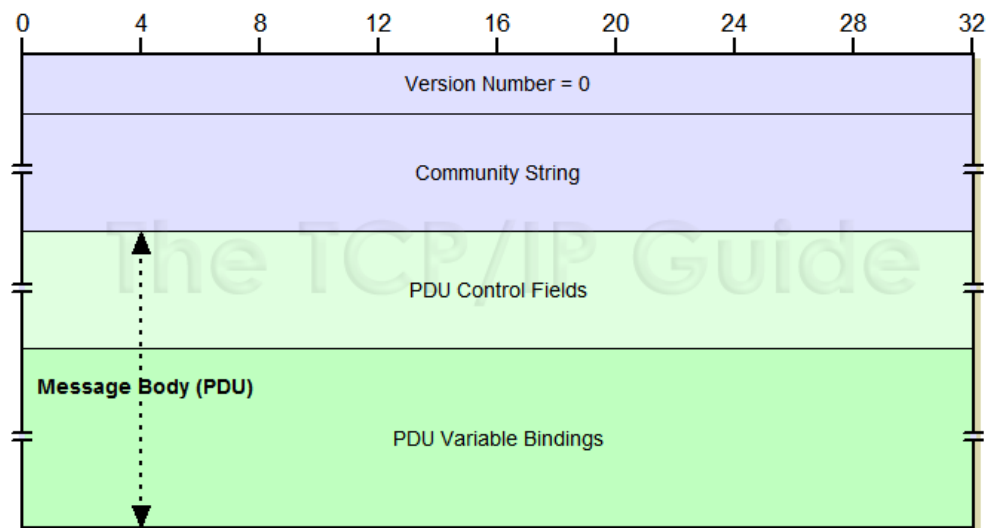 0 4 8 12 16 20 24 28 32
Version Number = 0
Community String
The TCP/IP Guide
PDU Control Fields
Message Body (PDU)
PDU Variable Bindings